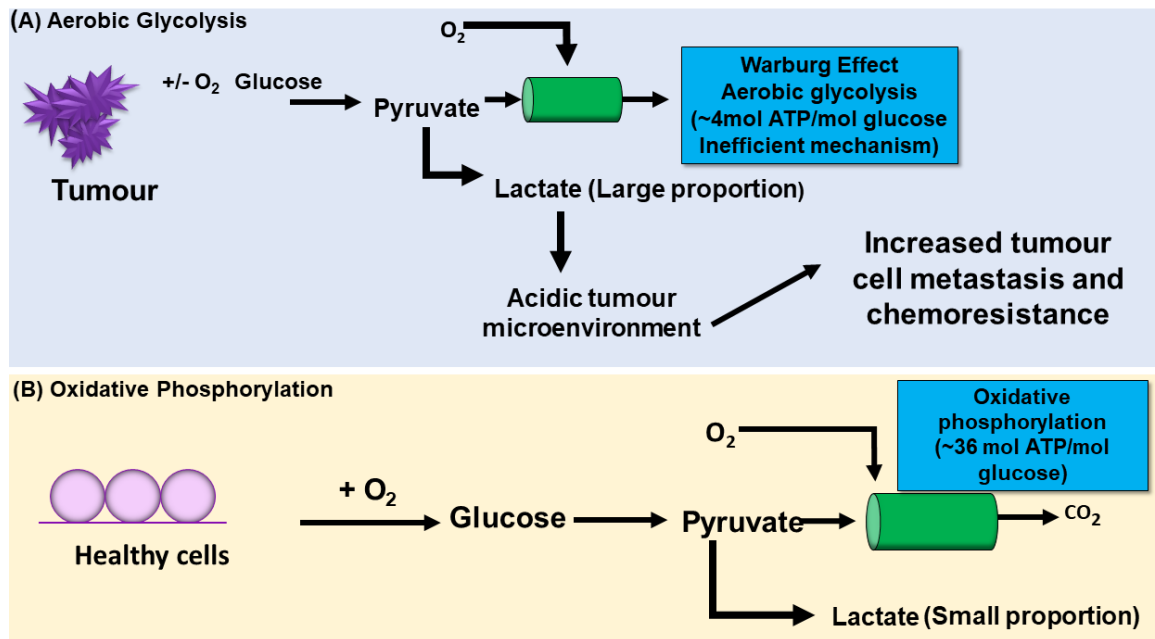 (A) Aerobic Glycolysis
O₂
+/- O₂ Glucose
Pyruvate
Warburg Effect
Aerobic glycolysis
(~4mol ATP/mol glucose
Inefficient mechanism)
Tumour
Lactate (Large proportion)
Acidic tumour
microenvironment
Increased tumour
cell metastasis and
chemoresistance
(B) Oxidative Phosphorylation
Oxidative
phosphorylation
(~36 mol ATP/mol
glucose)
O₂
+ O₂
Glucose
Pyruvate
CO₂
Healthy cells
Lactate (Small proportion)